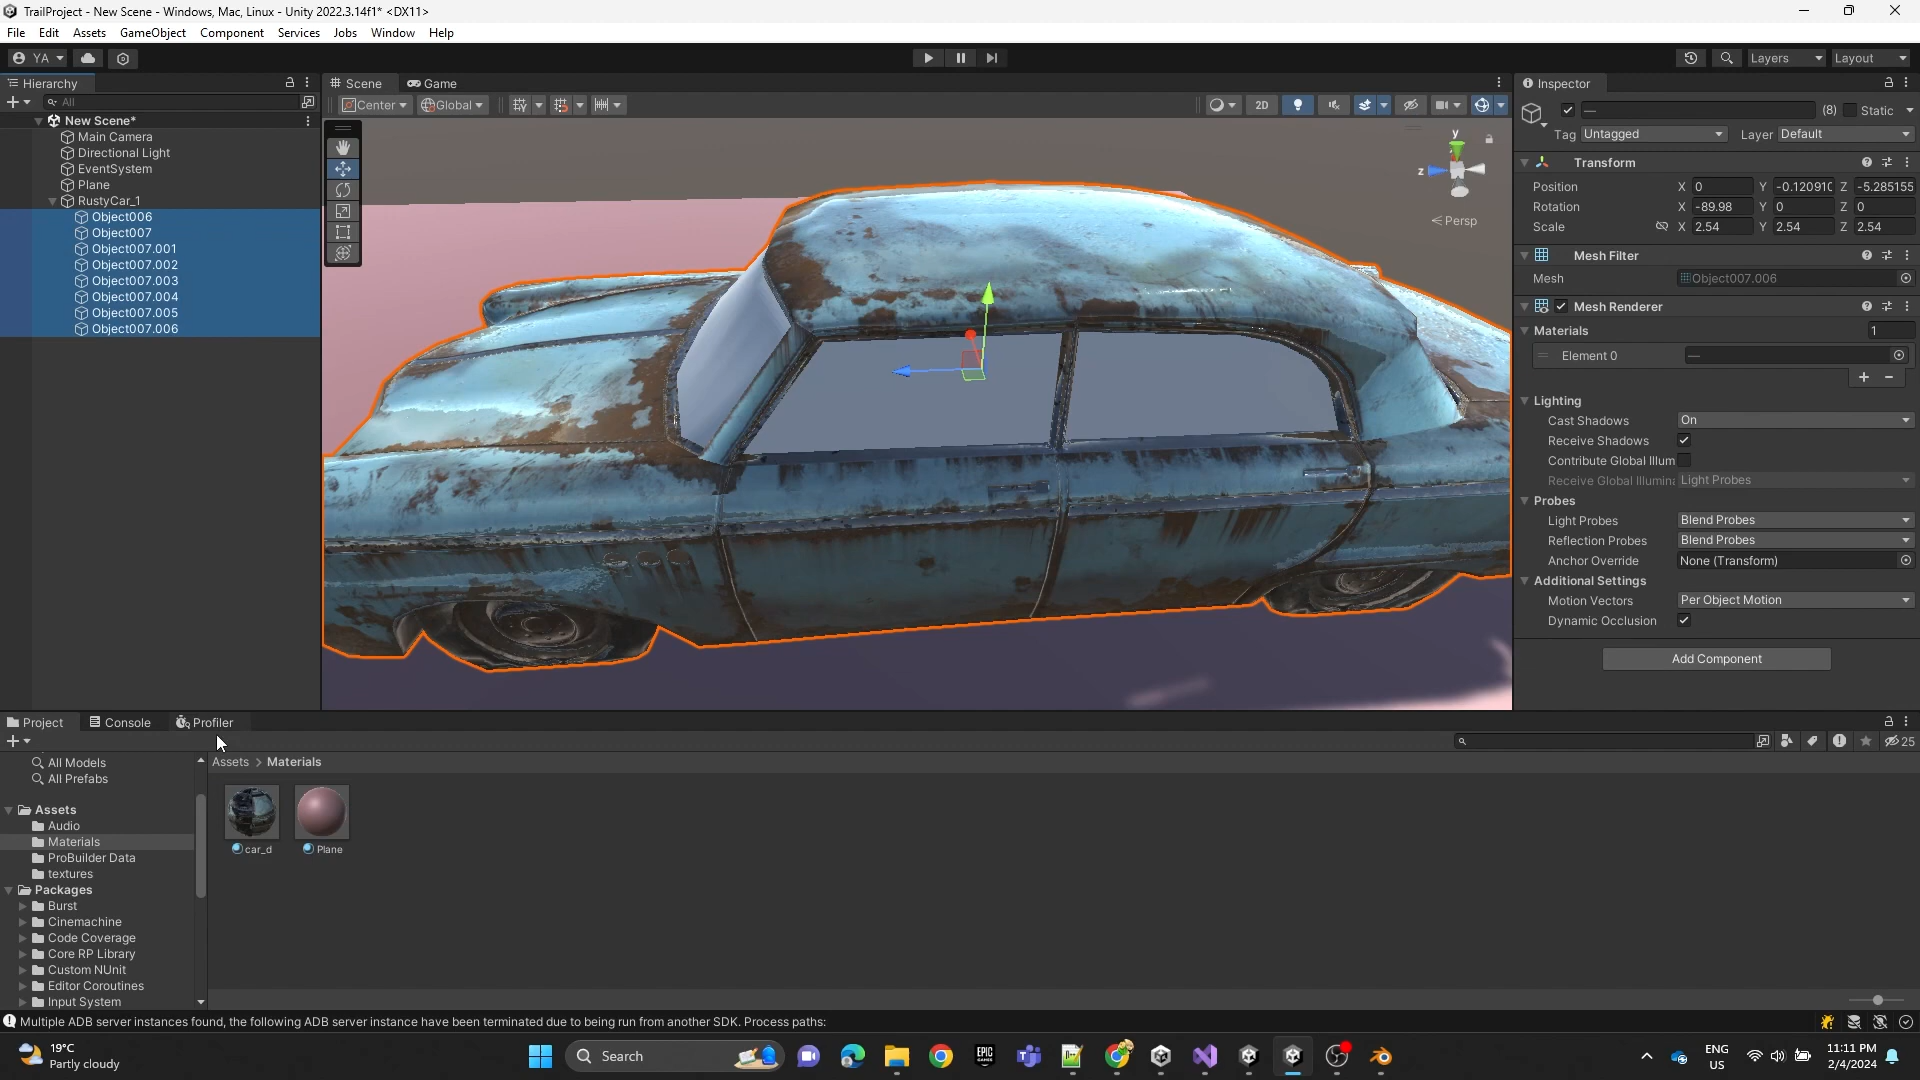 TrailProject - New Scene - Windows, Mac, Linux - Unity 2022.3.14f1* <DX11>
File Edit Assets GameObject Component Services Jobs Window Help
YA Layers Layout
Hierarchy
Scene Game
Inspector
All
Center Global 2D
(8) Static
New Scene*
Main Camera
Directional Light
EventSystem
Plane
RustyCar_1
Object006
Object007
Object007.001
Object007.002
Object007.003
Object007.004
Object007.005
Object007.006
y
z
< Persp
Tag Untagged Layer Default
Transform
Position X 0 Y -0.12091 Z -5.285155
Rotation X -89.98 Y 0 Z 0
Scale X 2.54 Y 2.54 Z 2.54
Mesh Filter
Mesh Object007.006
Mesh Renderer
Materials 1
Element 0 —
Lighting
Cast Shadows On
Receive Shadows
Contribute Global Illum
Receive Global Illumina Light Probes
Probes
Light Probes Blend Probes
Reflection Probes Blend Probes
Anchor Override None (Transform)
Additional Settings
Motion Vectors Per Object Motion
Dynamic Occlusion
Add Component
Project Console Profiler
25
All Models
All Prefabs
Assets
Audio
Materials
ProBuilder Data
textures
Packages
Burst
Cinemachine
Code Coverage
Core RP Library
Custom NUnit
Editor Coroutines
Input System
Assets > Materials
car_d Plane
Multiple ADB server instances found, the following ADB server instance have been terminated due to being run from another SDK. Process paths:
19°C
Partly cloudy
Search
EPIC
GAMES
ENG
US
11:11 PM
2/4/2024